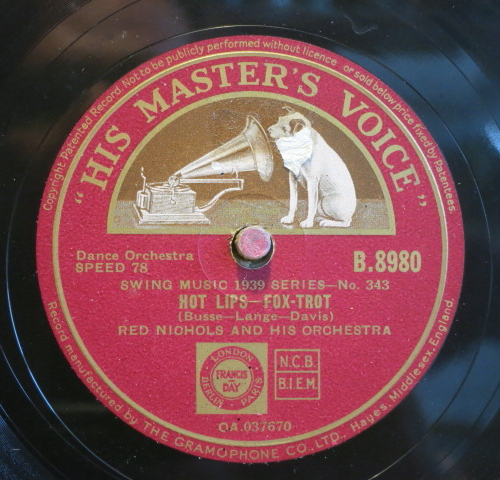 Copyright. Patented Record. Not to be publicly performed without licence or sold below price fixed by Patentees.
"HIS MASTER'S VOICE"
Dance Orchestra
SPEED 78
B.8980
SWING MUSIC 1939 SERIES—No. 343
HOT LIPS—FOX-TROT
(Busse—Lange—Davis)
RED NICHOLS AND HIS ORCHESTRA
LONDON
FRANCIS
&
DAY
BERLIN
PARIS
N.C.B.
B.I.E.M.
OA.037670
Record manufactured by THE GRAMOPHONE CO., LTD. Hayes, Middlesex, England.